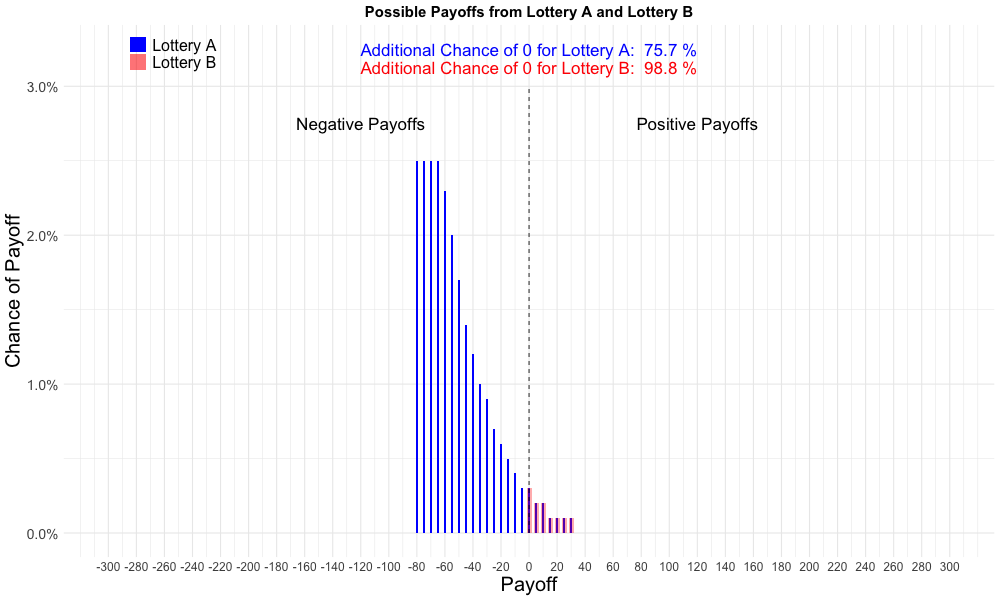 Possible Payoffs from Lottery A and Lottery B
Lottery A
Lottery B
Additional Chance of 0 for Lottery A:  75.7 %
Additional Chance of 0 for Lottery B:  98.8 %
Negative Payoffs
Positive Payoffs
Chance of Payoff
3.0%
2.0%
1.0%
0.0%
-300 -280 -260 -240 -220 -200 -180 -160 -140 -120 -100 -80 -60 -40 -20 0 20 40 60 80 100 120 140 160 180 200 220 240 260 280 300
Payoff